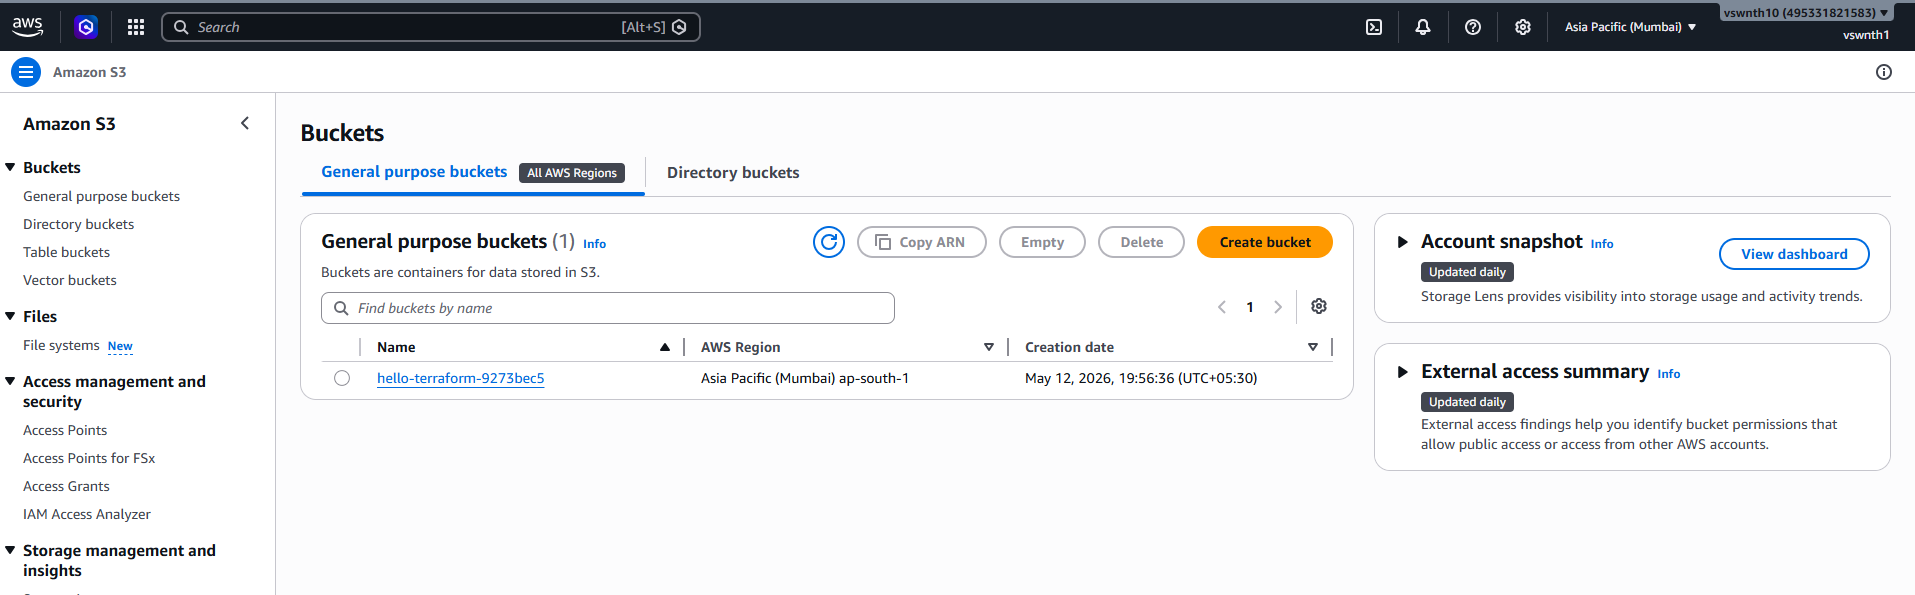 aws
Search [Alt+S]
Asia Pacific (Mumbai)
vswnth10 (495331821583)
vswnth1
Amazon S3
Amazon S3
Buckets
General purpose buckets
Directory buckets
Table buckets
Vector buckets
Files
File systems New
Access management and
security
Access Points
Access Points for FSx
Access Grants
IAM Access Analyzer
Storage management and
insights
Buckets
General purpose buckets All AWS Regions
Directory buckets
General purpose buckets (1) Info
Copy ARN
Empty
Delete
Create bucket
Buckets are containers for data stored in S3.
Find buckets by name
1
Name AWS Region Creation date
hello-terraform-9273bec5 Asia Pacific (Mumbai) ap-south-1 May 12, 2026, 19:56:36 (UTC+05:30)
Account snapshot Info
View dashboard
Updated daily
Storage Lens provides visibility into storage usage and activity trends.
External access summary Info
Updated daily
External access findings help you identify bucket permissions that
allow public access or access from other AWS accounts.